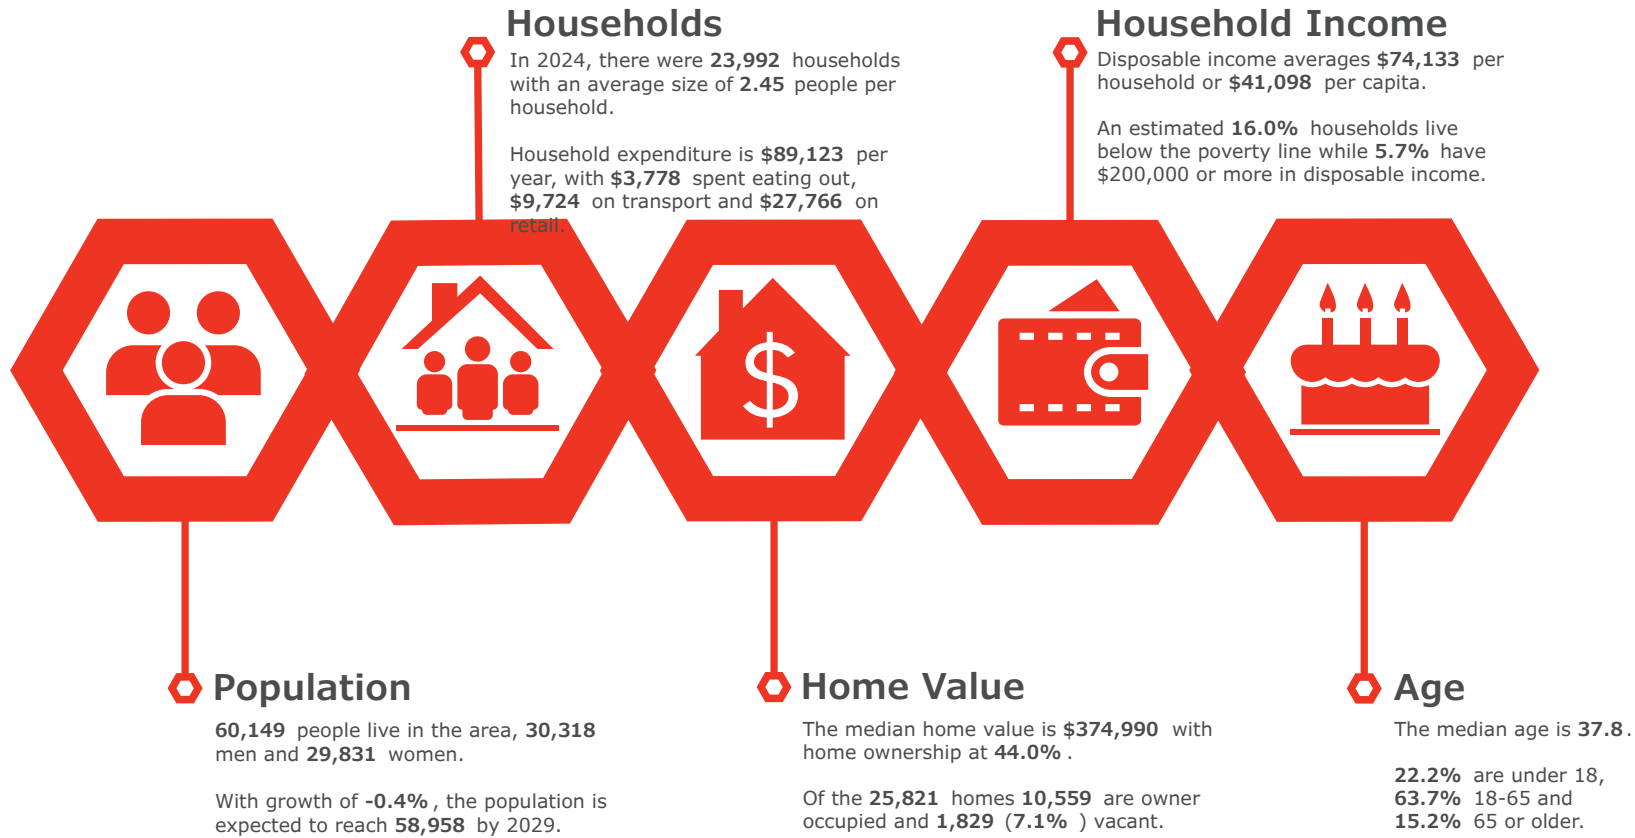 Households
In 2024, there were 23,992 households
with an average size of 2.45 people per
household.
Household expenditure is $89,123 per
year, with $3,778 spent eating out,
$9,724 on transport and $27,766 on
retail.
Household Income
Disposable income averages $74,133 per
household or $41,098 per capita.
An estimated 16.0% households live
below the poverty line while 5.7% have
$200,000 or more in disposable income.
$
Population
60,149 people live in the area, 30,318
men and 29,831 women.
With growth of -0.4% , the population is
expected to reach 58,958 by 2029.
Home Value
The median home value is $374,990 with
home ownership at 44.0% .
Of the 25,821 homes 10,559 are owner
occupied and 1,829 (7.1% ) vacant.
Age
The median age is 37.8.
22.2% are under 18,
63.7% 18-65 and
15.2% 65 or older.